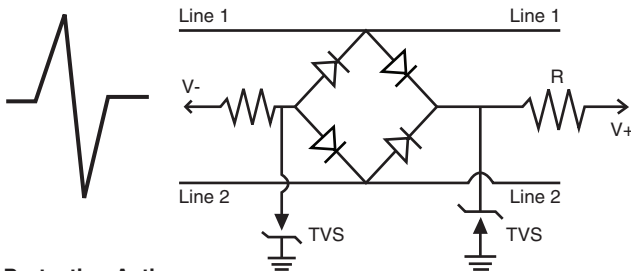 Line 1 Line 1
V- R
V+
Line 2 Line 2
TVS TVS